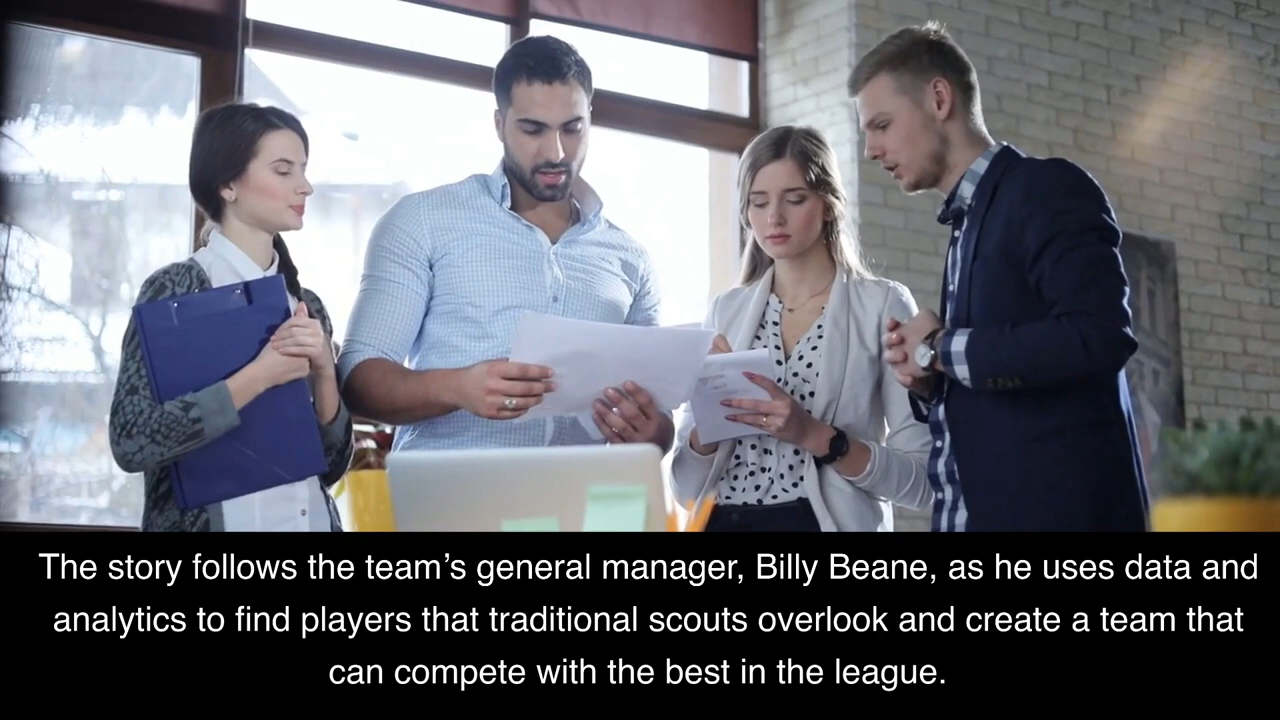 The story follows the team’s general manager, Billy Beane, as he uses data and
analytics to find players that traditional scouts overlook and create a team that
can compete with the best in the league.